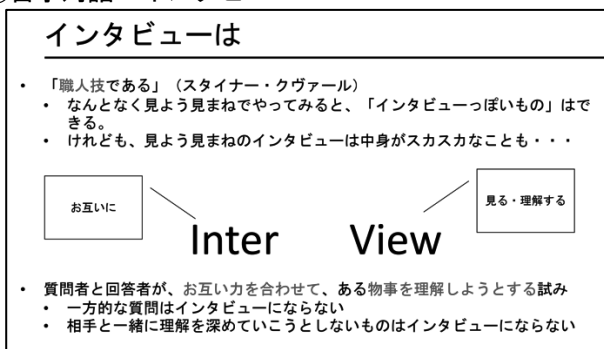 インタビューは
• 「職人技である」（スタイナー・クヴァール）
• なんとなく見よう見まねでやってみると、「インタビューっぽいもの」はで
きる。
• けれども、見よう見まねのインタビューは中身がスカスカなことも・・・
お互いに
見る・理解する
Inter View
• 質問者と回答者が、お互い力を合わせて、ある物事を理解しようとする試み
• 一方的な質問はインタビューにならない
• 相手と一緒に理解を深めていこうとしないものはインタビューにならない